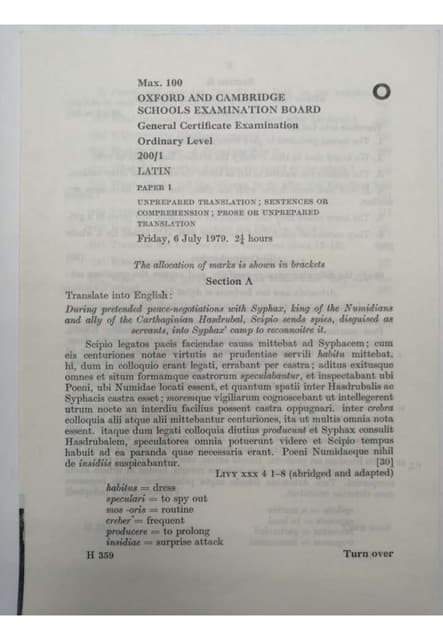 Max. 100
OXFORD AND CAMBRIDGE
SCHOOLS EXAMINATION BOARD
General Certificate Examination
Ordinary Level
200/1
LATIN
PAPER 1
UNPREPARED TRANSLATION; SENTENCES OR
COMPREHENSION; PROSE OR UNPREPARED
TRANSLATION
Friday, 6 July 1979. 2¼ hours
The allocation of marks is shown in brackets
Section A
Translate into English:
During pretended peace-negotiations with Syphax, king of the Numidians
and ally of the Carthaginian Hasdrubal, Scipio sends spies, disguised as
servants, into Syphax' camp to reconnoitre it.
Scipio legatos pacis faciendae causa mittebat ad Syphacem; cum
eis centuriones notae virtutis ac prudentiae servili habitu mittebat.
hi, dum in colloquio erant legati, errabant per castra; aditus exitusque
omnes et situm formamque castrorum speculabantur, et inspectabant ubi
Poeni, ubi Numidae locati essent, et quantum spatii inter Hasdrubalis ac
Syphacis castra esset; moremque vigiliarum cognoscebant ut intellegerent
utrum nocte an interdiu facilius possent castra oppugnari. inter crebra
colloquia alii atque alii mittebantur centuriones, ita ut multis omnia nota
essent. itaque dum legati colloquia diutius producunt et Syphax consulit
Hasdrubalem, speculatores omnia potuerunt videre et Scipio tempus
habuit ad ea paranda quae necessaria erant. Poeni Numidaeque nihil
de insidiis suspicabantur. [30]
LIVY XXX 4 1–8 (abridged and adapted)
habitus = dress
speculari = to spy out
mos -oris = routine
creber = frequent
producere = to prolong
insidiae = surprise attack
H 359 Turn over